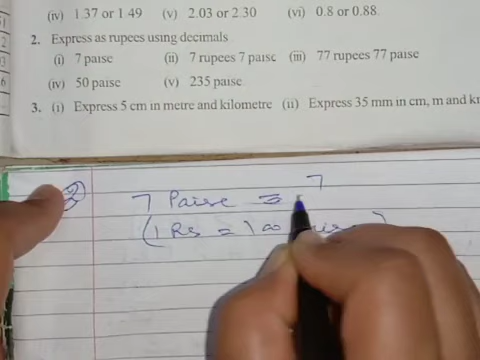 (iv) 1.37 or 1.49 (v) 2.03 or 2.30 (vi) 0.8 or 0.88.
2. Express as rupees using decimals
(i) 7 paise (ii) 7 rupees 7 paise (iii) 77 rupees 77 paise
(iv) 50 paise (v) 235 paise.
3. (i) Express 5 cm in metre and kilometre (ii) Express 35 mm in cm, m and
2
7 Paise = 7
(1 Rs = 100